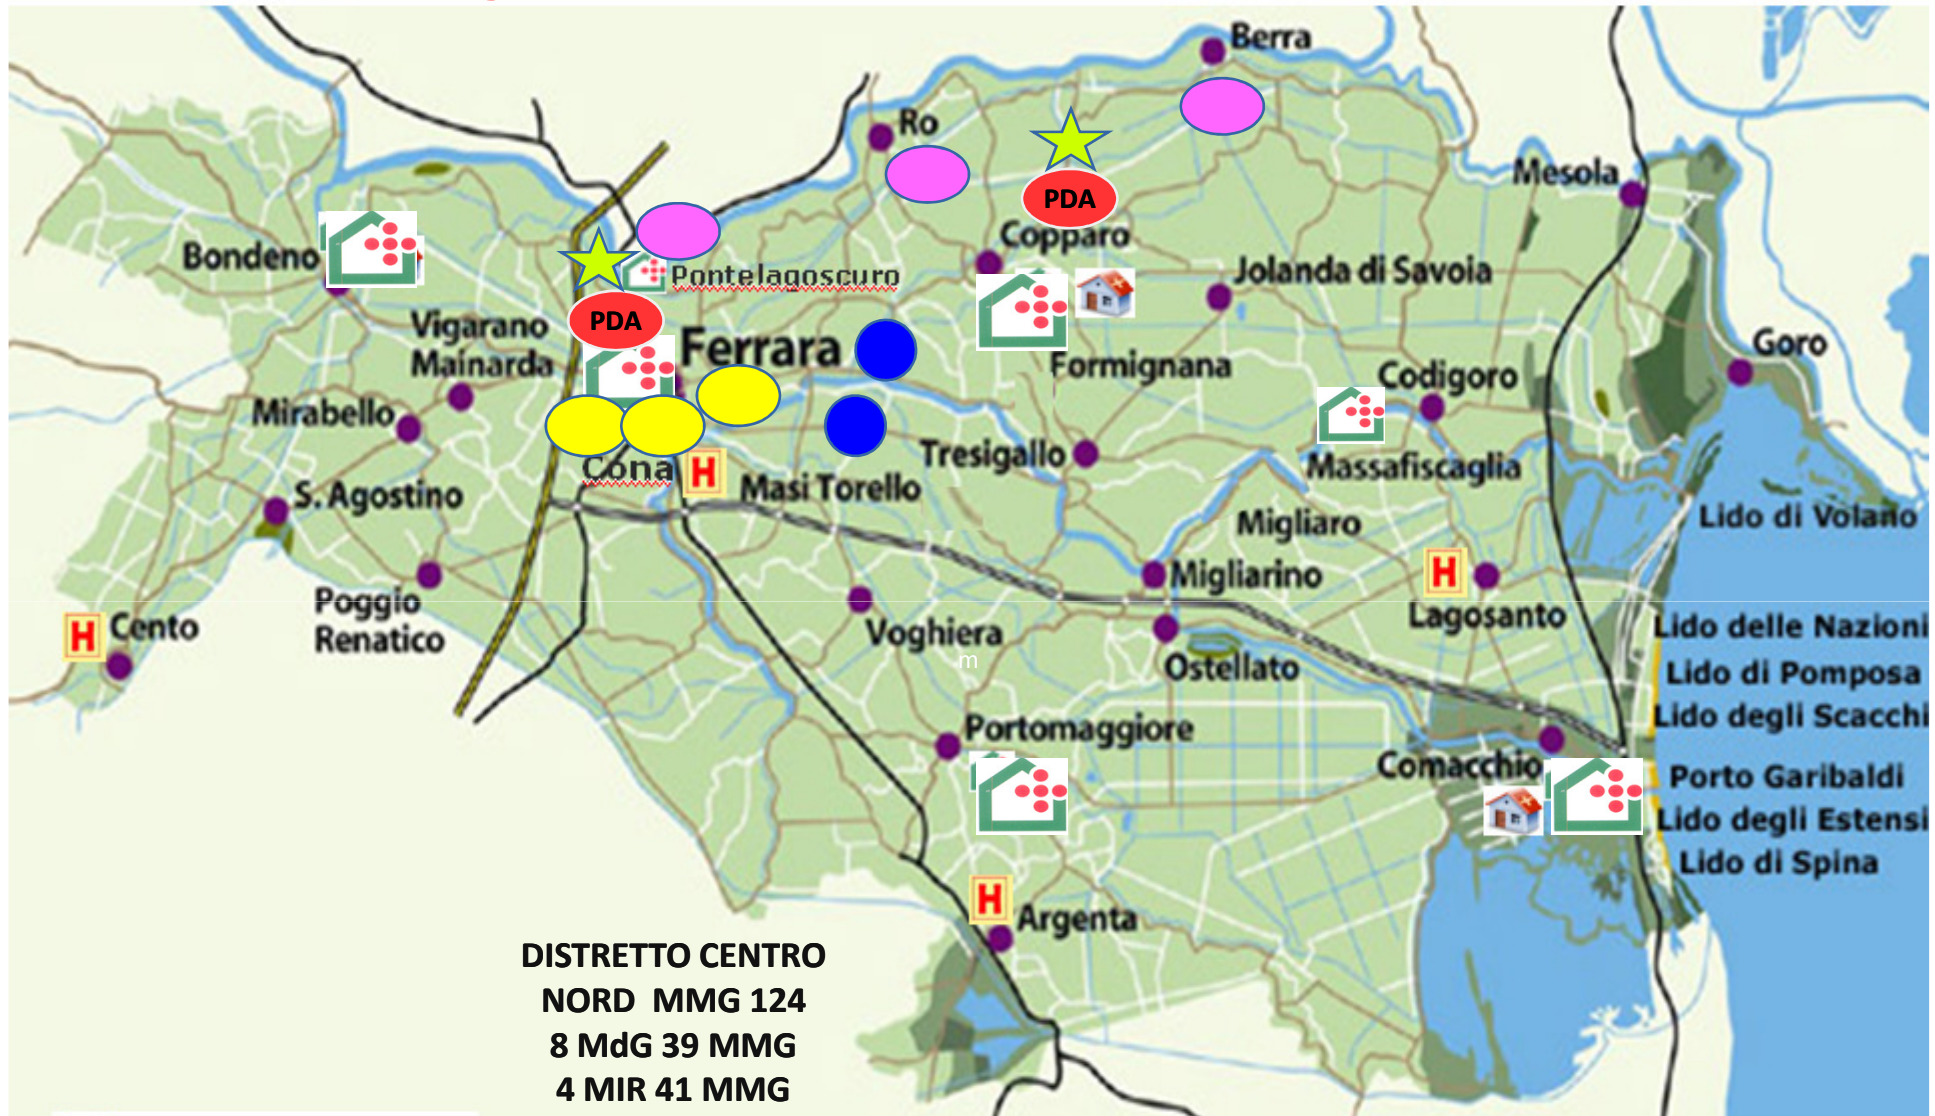 Berra
Ro
Mesola
PDA
Copparo
Bondeno
Pontelagoscuro
Jolanda di Savoia
PDA
Vigarano
Mainarda
Ferrara
Goro
Formignana
Codigoro
Mirabello
Tresigallo
Cona
H
Massafiscaglia
Masi Torello
S. Agostino
Lido di Volano
Migliaro
H
Migliarino
Poggio
Renatico
Lagosanto
H
Cento
Voghiera
Lido delle Nazioni
m
Ostellato
Lido di Pomposa
Lido degli Scacchi
Portomaggiore
Comacchio
Porto Garibaldi
Lido degli Estensi
Lido di Spina
H
Argenta
DISTRETTO CENTRO
NORD MMG 124
8 MdG 39 MMG
4 MIR 41 MMG